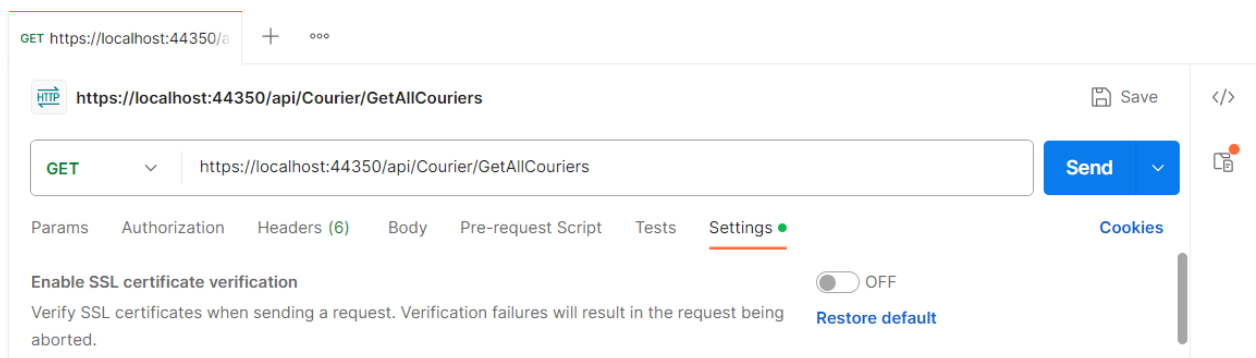 GET https://localhost:44350/a
HTTP https://localhost:44350/api/Courier/GetAllCouriers Save </>
GET https://localhost:44350/api/Courier/GetAllCouriers Send
Params Authorization Headers (6) Body Pre-request Script Tests Settings Cookies
Enable SSL certificate verification OFF
Verify SSL certificates when sending a request. Verification failures will result in the request being
aborted.
Restore default